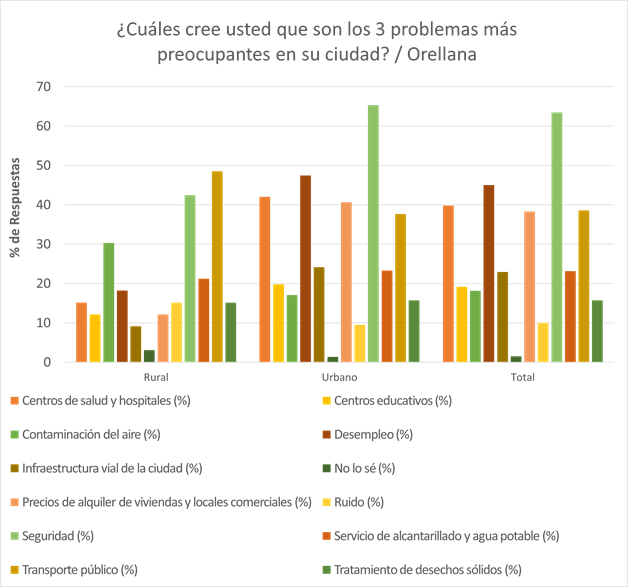 ¿Cuáles cree usted que son los 3 problemas más
preocupantes en su ciudad? / Orellana
% de Respuestas
70
60
50
40
30
20
10
0
Rural
Urbano
Total
Centros de salud y hospitales (%)
Centros educativos (%)
Contaminación del aire (%)
Desempleo (%)
Infraestructura vial de la ciudad (%)
No lo sé (%)
Precios de alquiler de viviendas y locales comerciales (%)
Ruido (%)
Seguridad (%)
Servicio de alcantarillado y agua potable (%)
Transporte público (%)
Tratamiento de desechos sólidos (%)